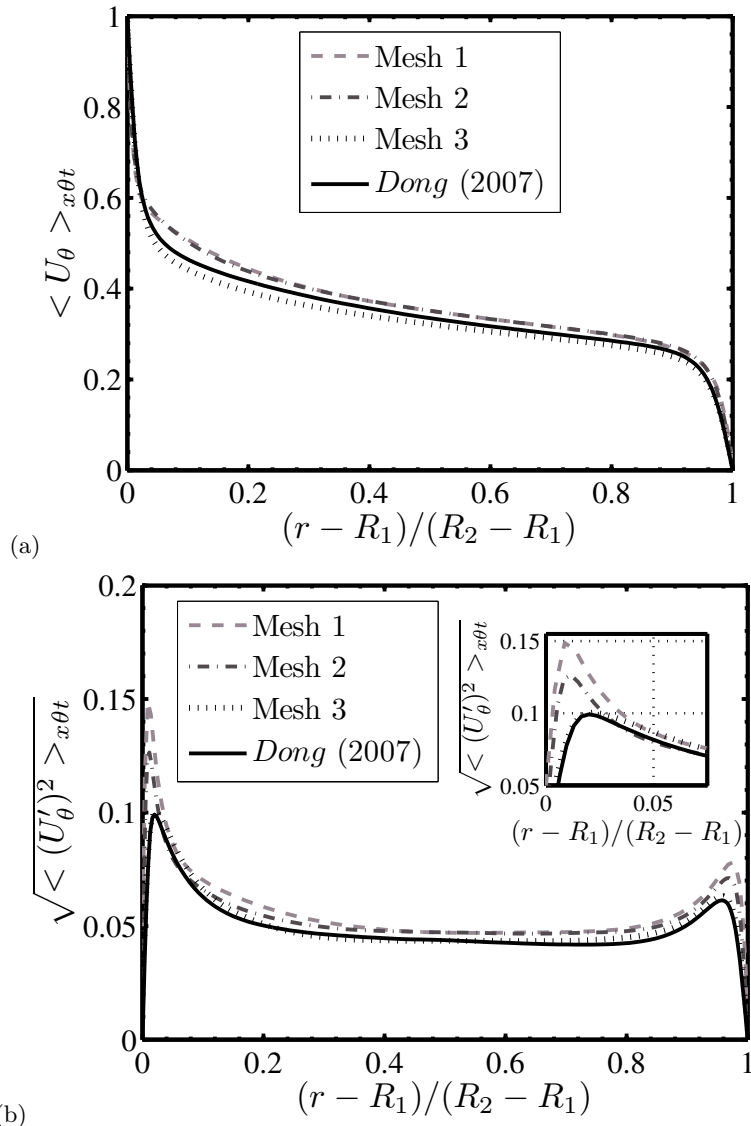 1
0.8
0.6
0.4
0.2
0
< U_θ >_{xθt}
Mesh 1
Mesh 2
Mesh 3
Dong (2007)
0 0.2 0.4 0.6 0.8 1
(r − R_1)/(R_2 − R_1)
(a)
0.2
0.15
0.1
0.05
0
√< (U′_θ)^2 >_{xθt}
Mesh 1
Mesh 2
Mesh 3
Dong (2007)
√< (U′_θ)^2 >_{xθt}
0.15
0.1
0.05
0 0.05
(r − R_1)/(R_2 − R_1)
0 0.2 0.4 0.6 0.8 1
(r − R_1)/(R_2 − R_1)
(b)